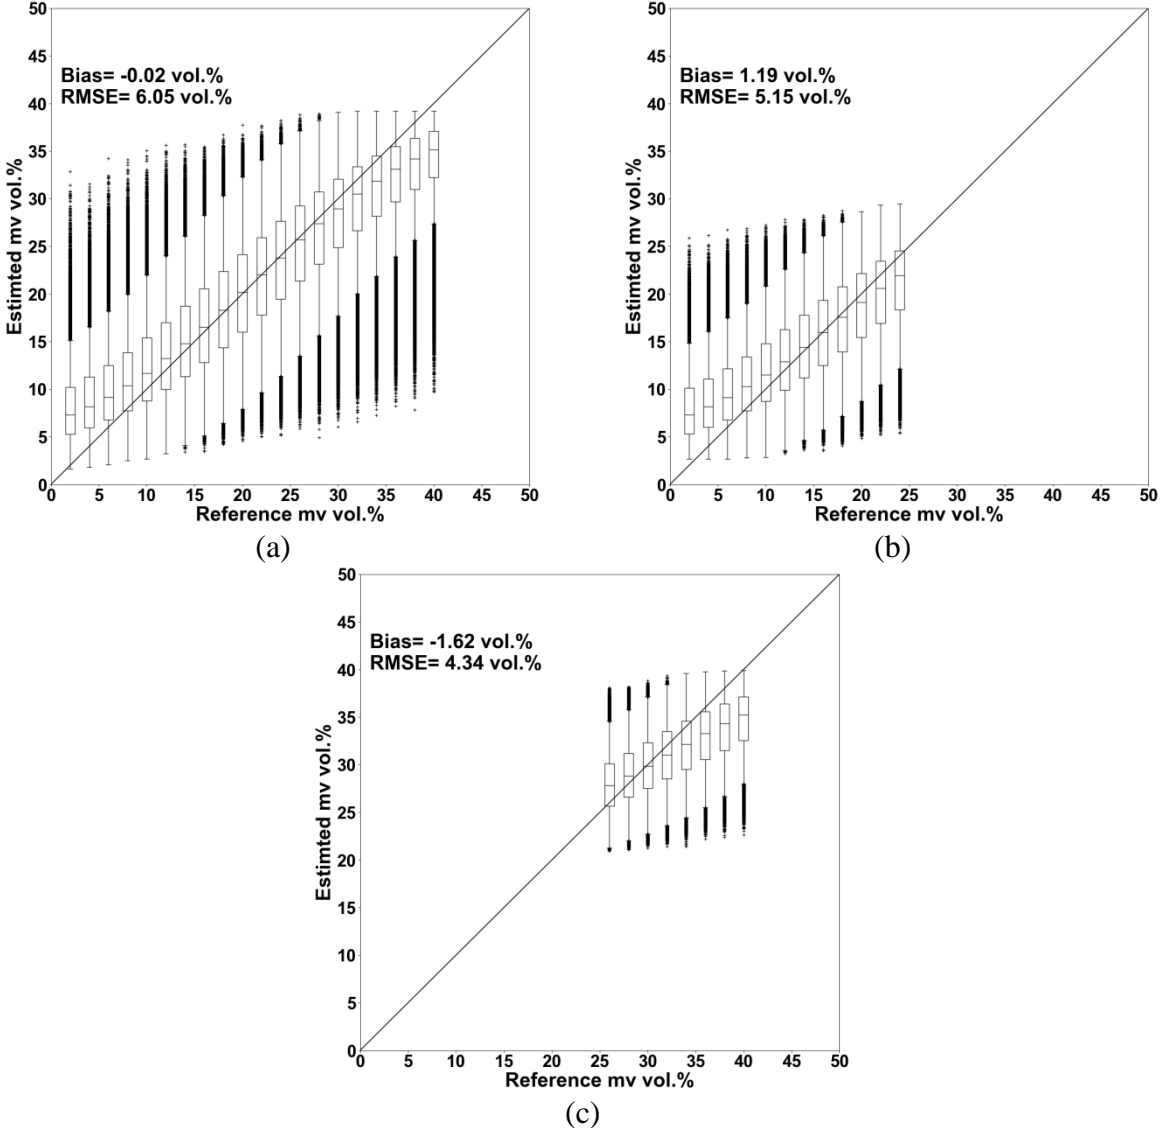 50
45
Bias= -0.02 vol.%
RMSE= 6.05 vol.%
40
35
30
25
20
15
10
5
0
Estimted mv vol.%
0 5 10 15 20 25 30 35 40 45 50
Reference mv vol.%
(a)
50
45
Bias= 1.19 vol.%
RMSE= 5.15 vol.%
40
35
30
25
20
15
10
5
0
Estimted mv vol.%
0 5 10 15 20 25 30 35 40 45 50
Reference mv vol.%
(b)
50
45
Bias= -1.62 vol.%
RMSE= 4.34 vol.%
40
35
30
25
20
15
10
5
0
Estimted mv vol.%
0 5 10 15 20 25 30 35 40 45 50
Reference mv vol.%
(c)